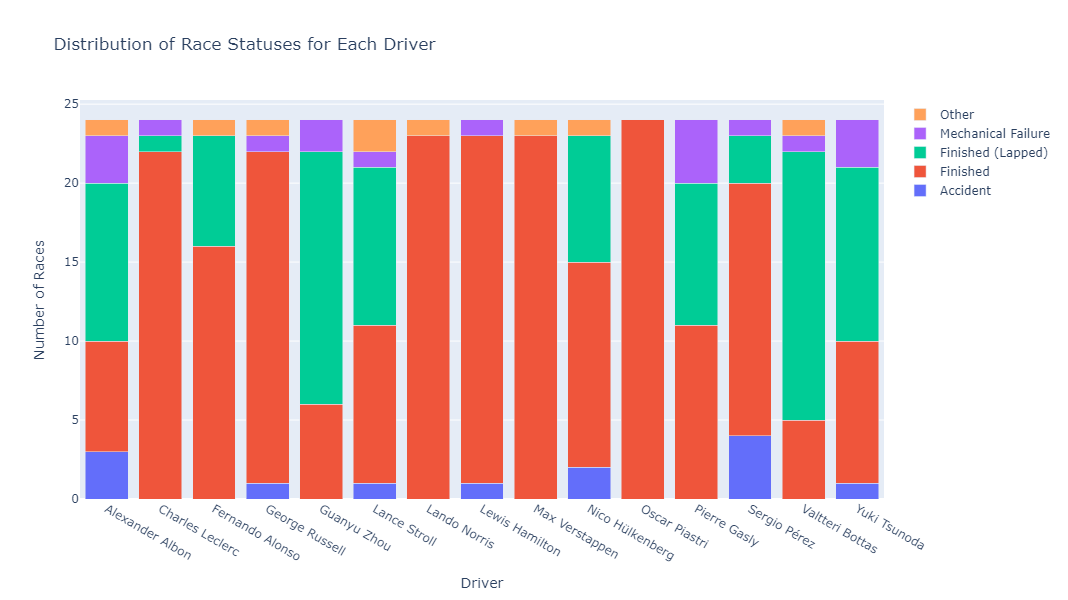 Distribution of Race Statuses for Each Driver
25
20
15
10
5
0
Number of Races
Alexander Albon
Charles Leclerc
Fernando Alonso
George Russell
Guanyu Zhou
Lance Stroll
Lando Norris
Lewis Hamilton
Max Verstappen
Nico Hülkenberg
Oscar Piastri
Pierre Gasly
Sergio Pérez
Valtteri Bottas
Yuki Tsunoda
Driver
Other
Mechanical Failure
Finished (Lapped)
Finished
Accident